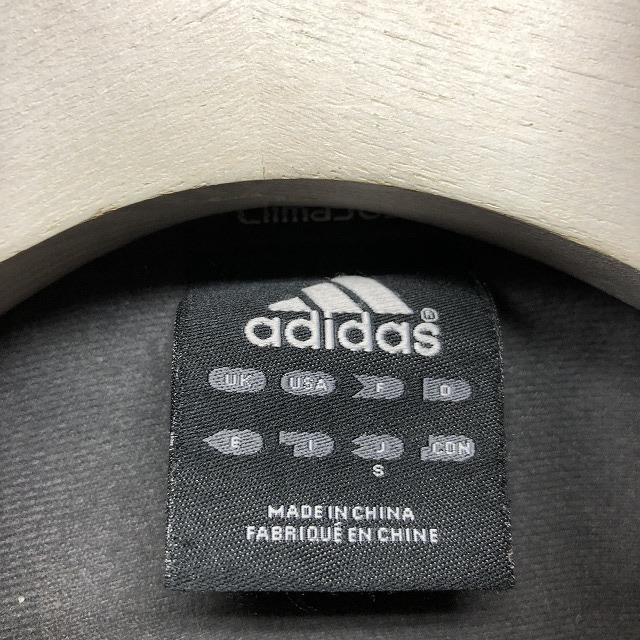 adidas®
UK USA F D
E I J CON
S
MADE IN CHINA
FABRIQUÉ EN CHINE